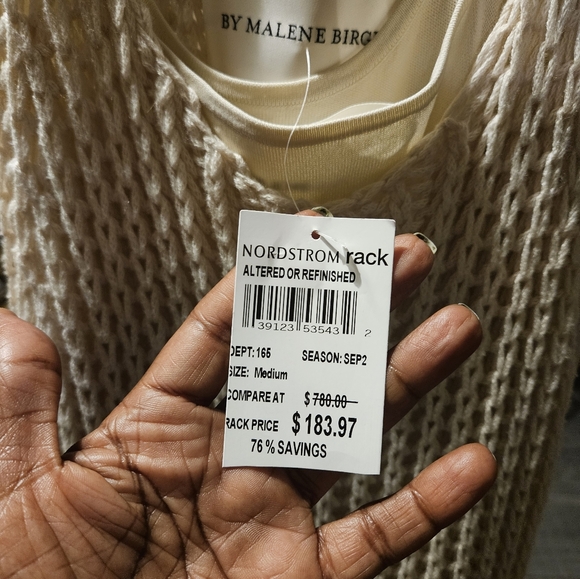 BY MALENE BIRGE
NORDSTROM rack
ALTERED OR REFINISHED
39123 53543 2
DEPT: 165 SEASON: SEP2
SIZE: Medium
COMPARE AT $780.00
RACK PRICE $183.97
76% SAVINGS